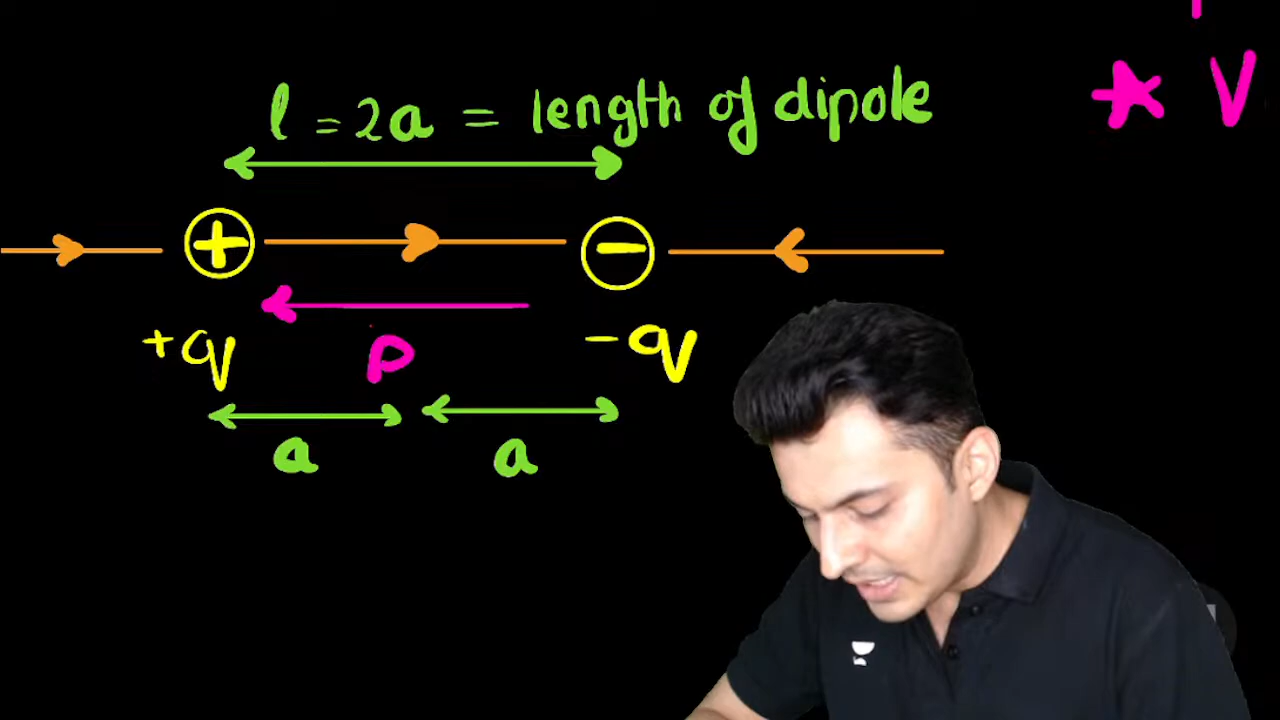 l = 2a = length of dipole
* V
+ -
+q p -q
a a